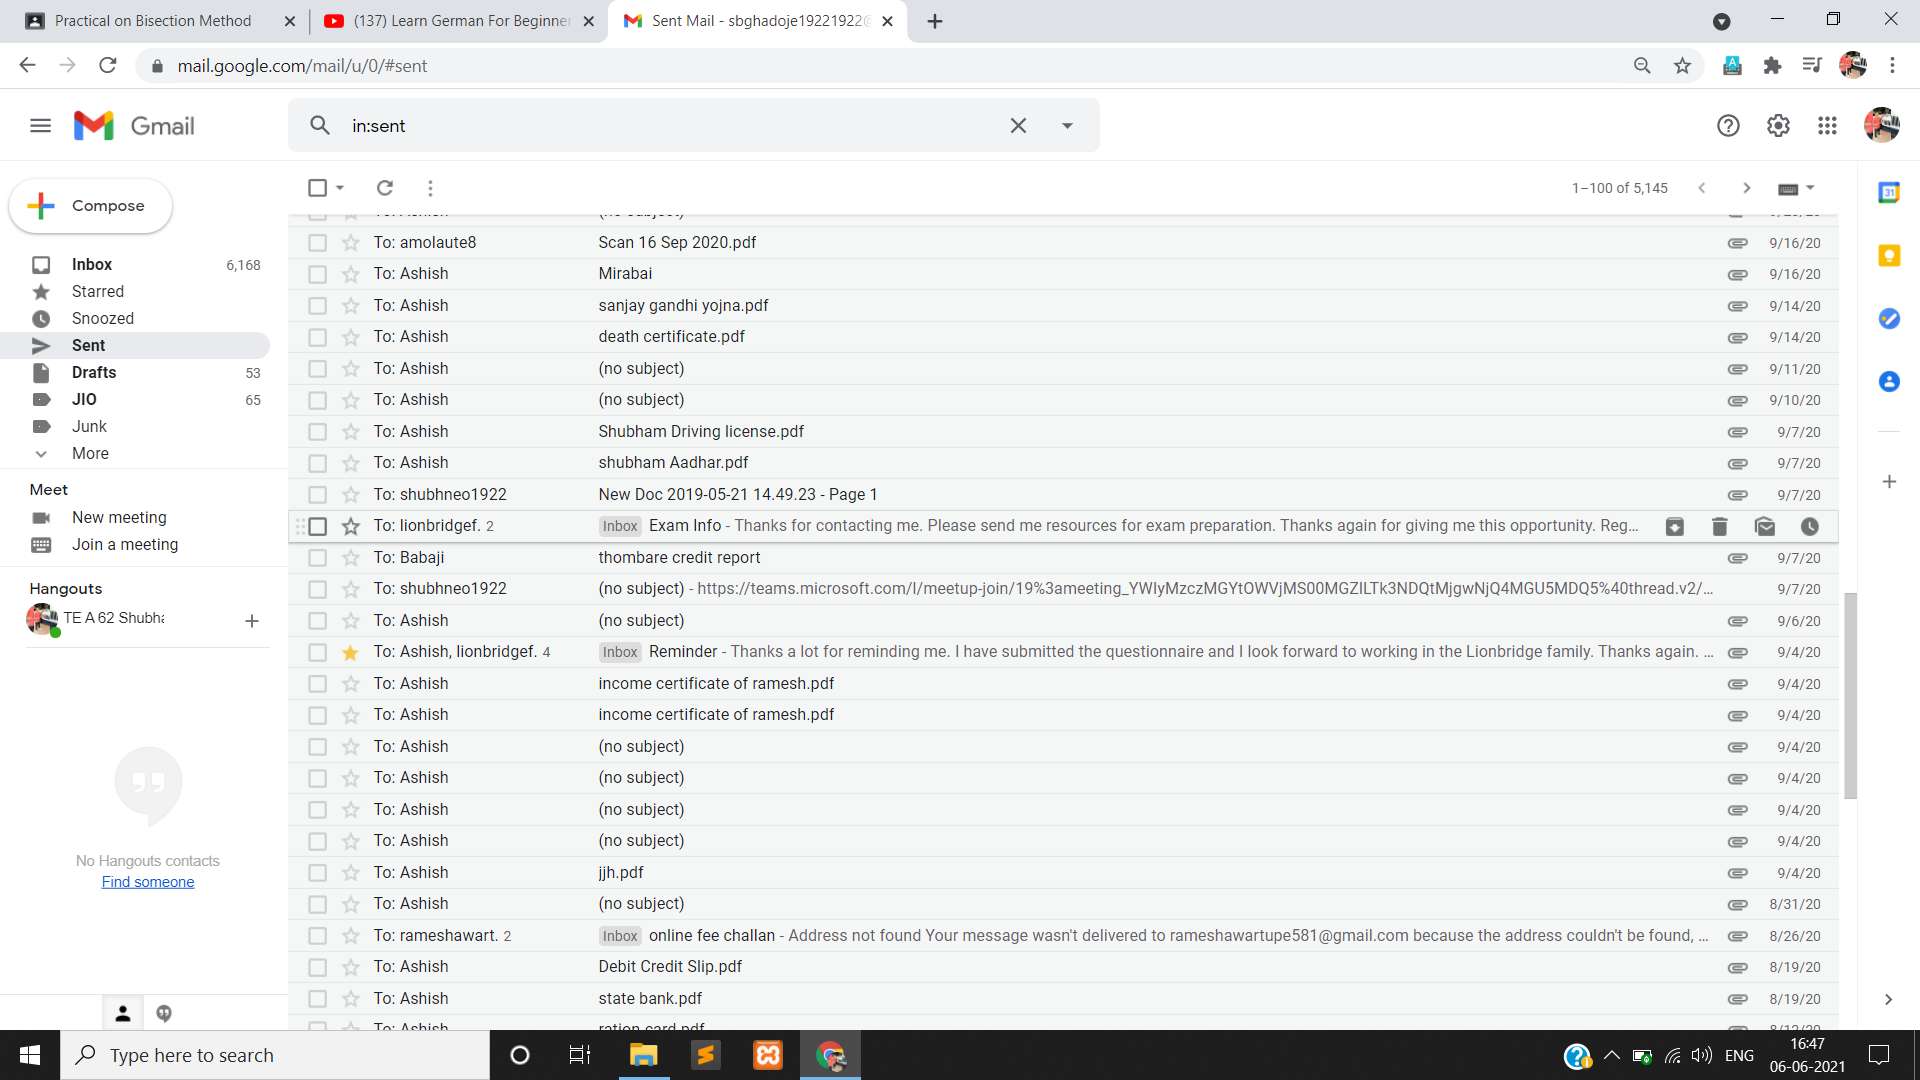 Practical on Bisection Method
(137) Learn German For Beginner
Sent Mail - sbghadoje19221922@
mail.google.com/mail/u/0/#sent
Gmail
in:sent
Compose
1–100 of 5,145
Inbox 6,168
Starred
Snoozed
Sent
Drafts 53
JIO 65
Junk
More
Meet
New meeting
Join a meeting
Hangouts
TE A 62 Shubha
No Hangouts contacts
Find someone
To: amolaute8 Scan 16 Sep 2020.pdf 9/16/20
To: Ashish Mirabai 9/16/20
To: Ashish sanjay gandhi yojna.pdf 9/14/20
To: Ashish death certificate.pdf 9/14/20
To: Ashish (no subject) 9/11/20
To: Ashish (no subject) 9/10/20
To: Ashish Shubham Driving license.pdf 9/7/20
To: Ashish shubham Aadhar.pdf 9/7/20
To: shubhneo1922 New Doc 2019-05-21 14.49.23 - Page 1 9/7/20
To: lionbridgef. 2 Inbox Exam Info - Thanks for contacting me. Please send me resources for exam preparation. Thanks again for giving me this opportunity. Reg...
To: Babaji thombare credit report 9/7/20
To: shubhneo1922 (no subject) - https://teams.microsoft.com/l/meetup-join/19%3ameeting_YWIyMzczMGYtOWVjMS00MGZlLTk3NDQtMjgwNjQ4MGU5MDQ5%40thread.v2/... 9/7/20
To: Ashish (no subject) 9/6/20
To: Ashish, lionbridgef. 4 Inbox Reminder - Thanks a lot for reminding me. I have submitted the questionnaire and I look forward to working in the Lionbridge family. Thanks again. ... 9/4/20
To: Ashish income certificate of ramesh.pdf 9/4/20
To: Ashish income certificate of ramesh.pdf 9/4/20
To: Ashish (no subject) 9/4/20
To: Ashish (no subject) 9/4/20
To: Ashish (no subject) 9/4/20
To: Ashish (no subject) 9/4/20
To: Ashish jjh.pdf 9/4/20
To: Ashish (no subject) 8/31/20
To: rameshawart. 2 Inbox online fee challan - Address not found Your message wasn't delivered to rameshawartupe581@gmail.com because the address couldn't be found, ... 8/26/20
To: Ashish Debit Credit Slip.pdf 8/19/20
To: Ashish state bank.pdf 8/19/20
To: Ashish ration card.pdf
Type here to search
ENG
16:47
06-06-2021